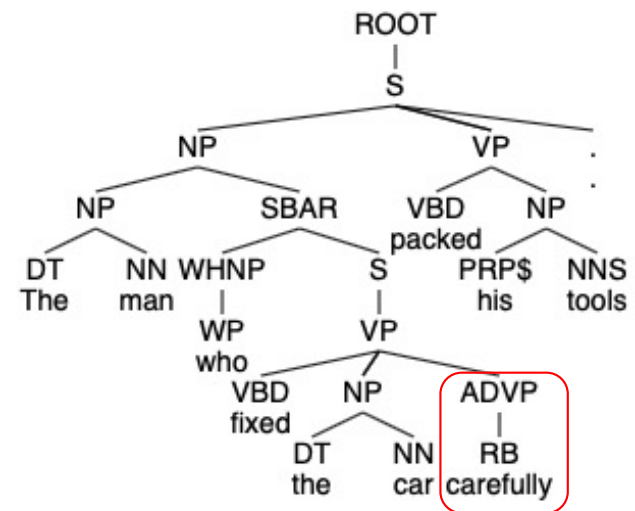 ROOT
S
NP VP .
NP SBAR VBD NP .
packed
DT NN WHNP S PRP$ NNS
The man his tools
WP VP
who
VBD NP ADVP
fixed
DT NN RB
the car carefully